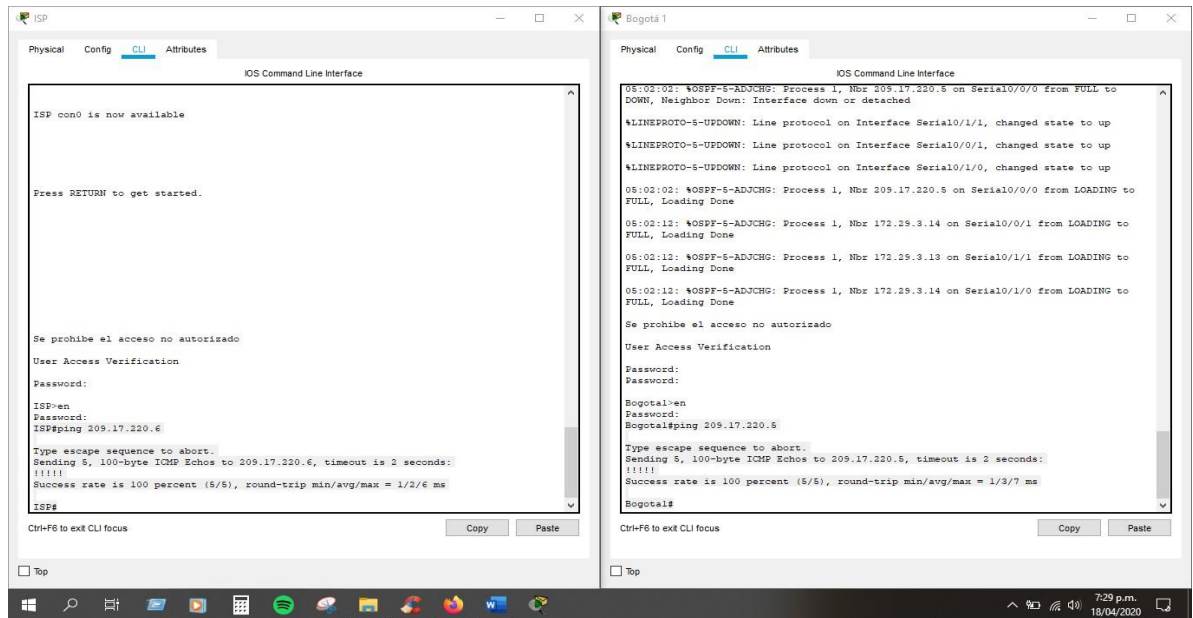 ISP
Physical Config CLI Attributes
IOS Command Line Interface
ISP con0 is now available
Press RETURN to get started.
Se prohibe el acceso no autorizado
User Access Verification
Password:
ISP>en
Password:
ISP#ping 209.17.220.6
Type escape sequence to abort.
Sending 5, 100-byte ICMP Echos to 209.17.220.6, timeout is 2 seconds:
!!!!!
Success rate is 100 percent (5/5), round-trip min/avg/max = 1/2/6 ms
ISP#
Ctrl+F6 to exit CLI focus
Copy
Paste
Top
Bogotá 1
Physical Config CLI Attributes
IOS Command Line Interface
05:02:02: %OSPF-5-ADJCHG: Process 1, Nbr 209.17.220.5 on Serial0/0/0 from FULL to
DOWN, Neighbor Down: Interface down or detached
%LINEPROTO-5-UPDOWN: Line protocol on Interface Serial0/1/1, changed state to up
%LINEPROTO-5-UPDOWN: Line protocol on Interface Serial0/0/1, changed state to up
%LINEPROTO-5-UPDOWN: Line protocol on Interface Serial0/1/0, changed state to up
05:02:02: %OSPF-5-ADJCHG: Process 1, Nbr 209.17.220.5 on Serial0/0/0 from LOADING to
FULL, Loading Done
05:02:12: %OSPF-5-ADJCHG: Process 1, Nbr 172.29.3.14 on Serial0/0/1 from LOADING to
FULL, Loading Done
05:02:12: %OSPF-5-ADJCHG: Process 1, Nbr 172.29.3.13 on Serial0/1/1 from LOADING to
FULL, Loading Done
05:02:12: %OSPF-5-ADJCHG: Process 1, Nbr 172.29.3.14 on Serial0/1/0 from LOADING to
FULL, Loading Done
Se prohibe el acceso no autorizado
User Access Verification
Password:
Password:
Bogota1>en
Password:
Bogota1#ping 209.17.220.5
Type escape sequence to abort.
Sending 5, 100-byte ICMP Echos to 209.17.220.5, timeout is 2 seconds:
!!!!!
Success rate is 100 percent (5/5), round-trip min/avg/max = 1/3/7 ms
Bogota1#
Ctrl+F6 to exit CLI focus
Copy
Paste
Top
7:29 p.m.
18/04/2020